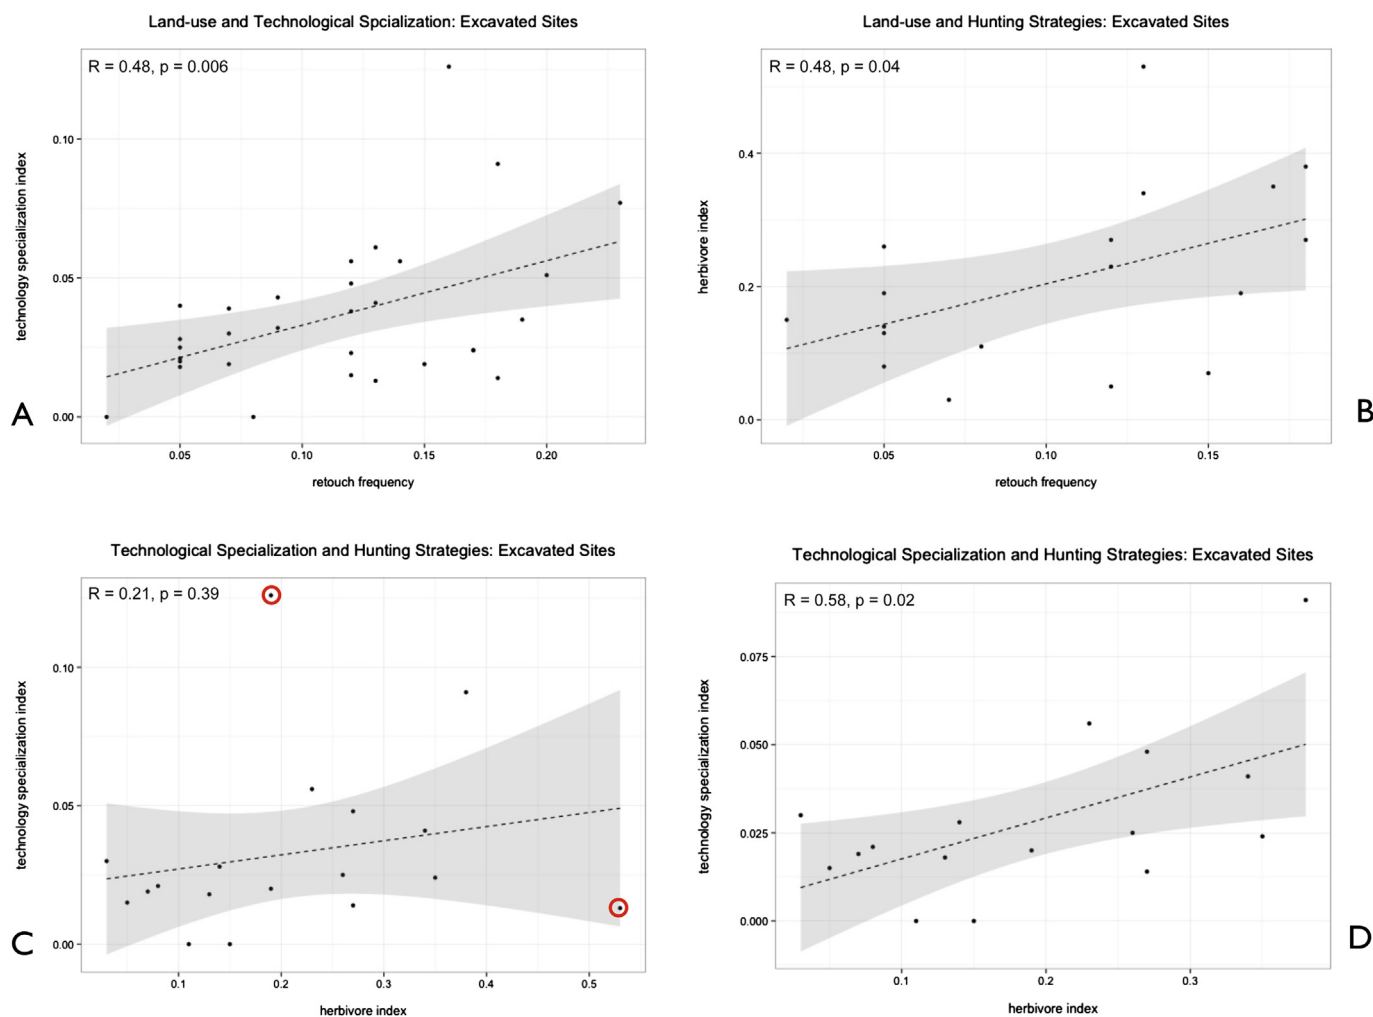 Land-use and Technological Spcialization: Excavated Sites
R = 0.48, p = 0.006
technology specialization index
0.10
0.05
0.00
0.05
0.10
0.15
0.20
retouch frequency
A
Land-use and Hunting Strategies: Excavated Sites
R = 0.48, p = 0.04
herbivore index
0.4
0.2
0.0
0.05
0.10
0.15
retouch frequency
B
Technological Specialization and Hunting Strategies: Excavated Sites
R = 0.21, p = 0.39
technology specialization index
0.10
0.05
0.00
0.1
0.2
0.3
0.4
0.5
herbivore index
C
Technological Specialization and Hunting Strategies: Excavated Sites
R = 0.58, p = 0.02
technology specialization index
0.075
0.050
0.025
0.000
0.1
0.2
0.3
herbivore index
D